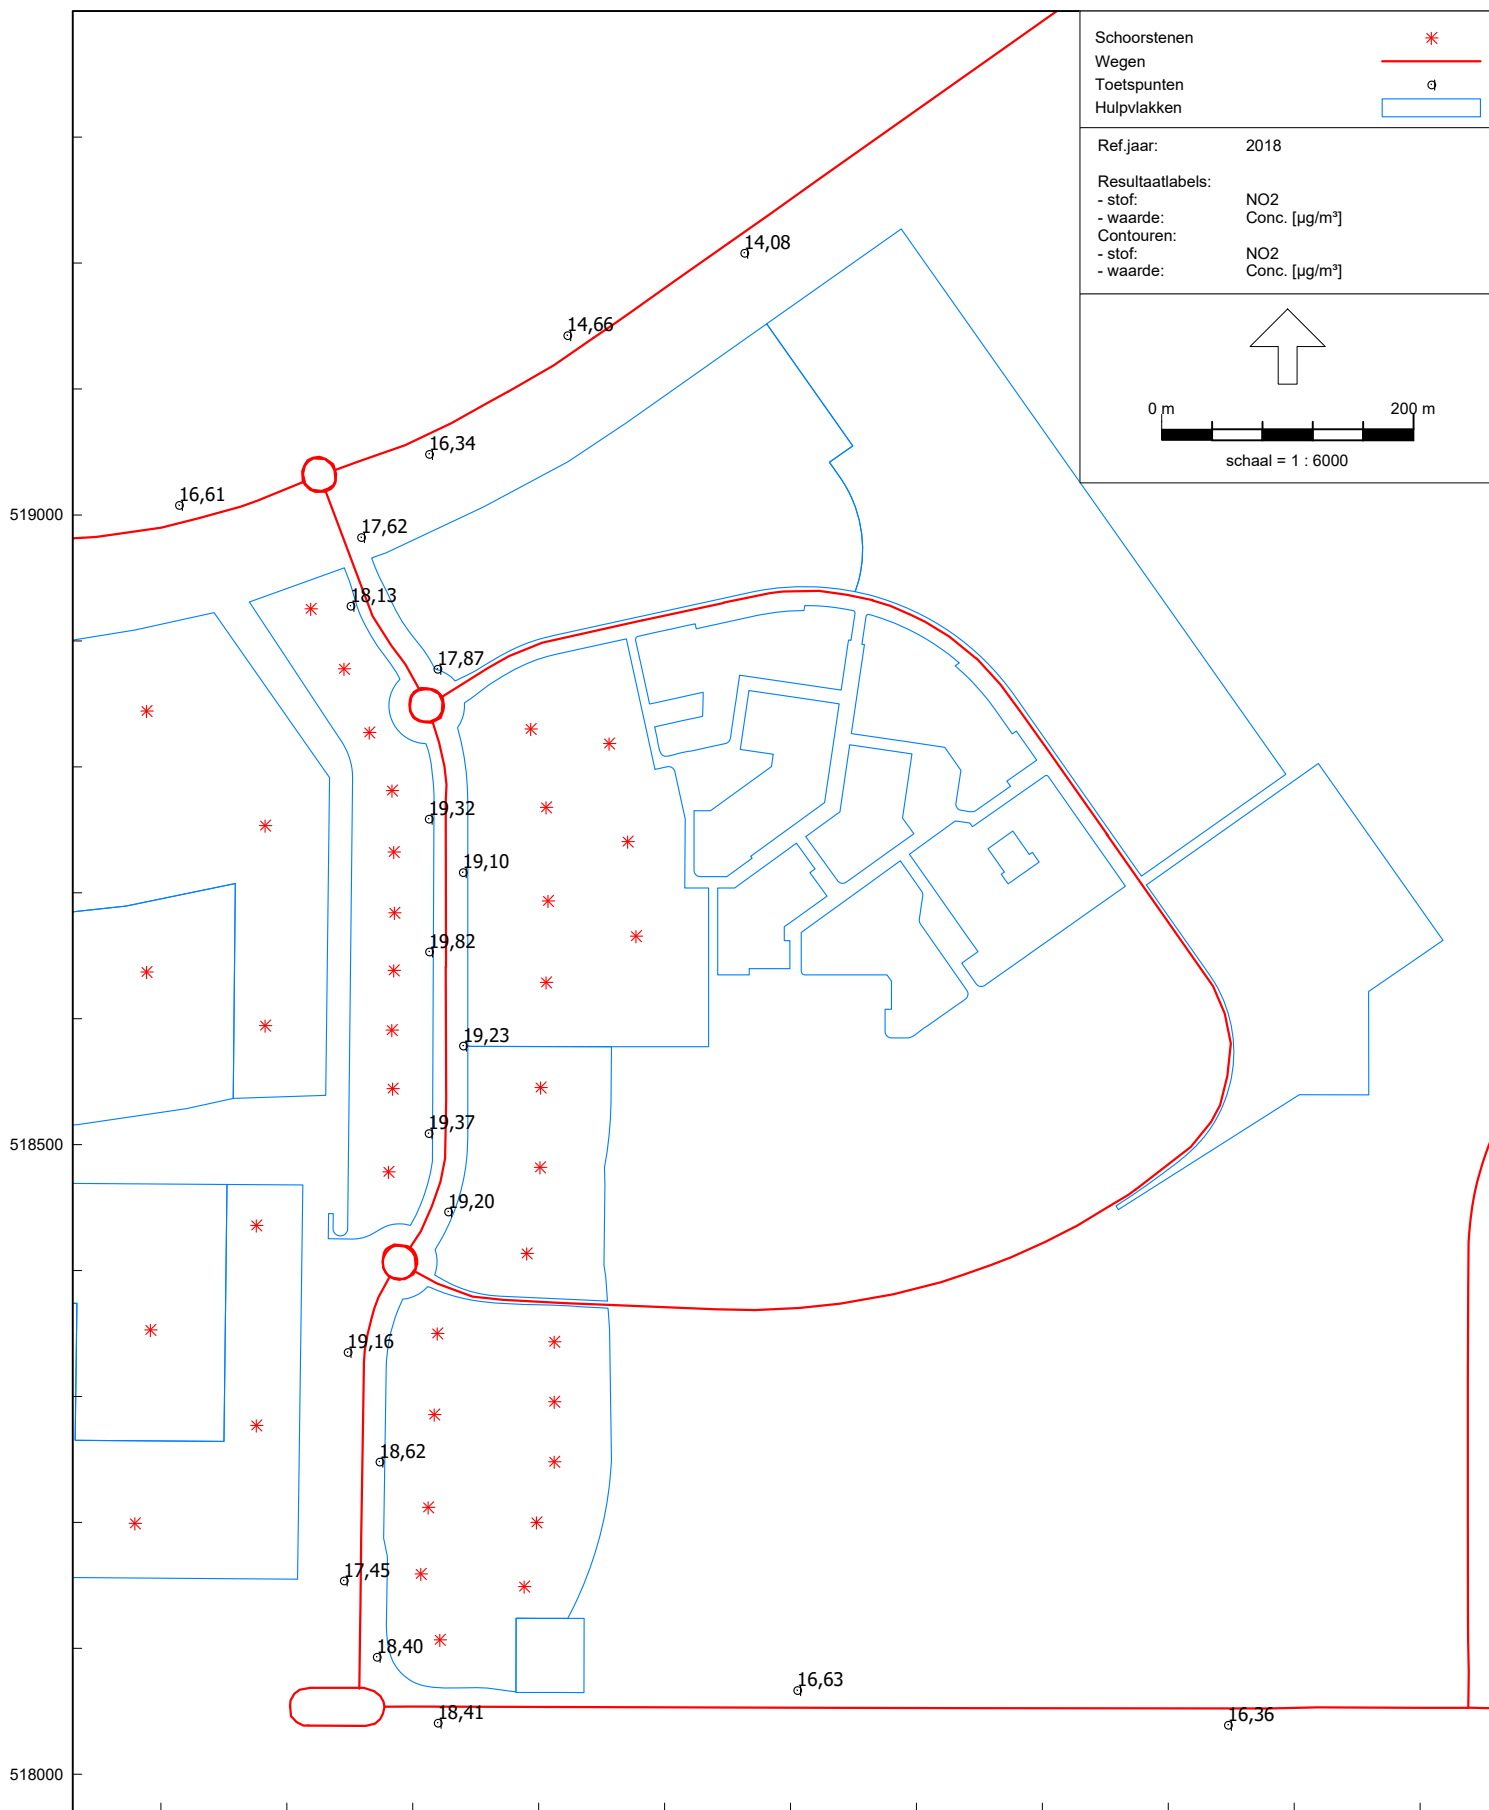 Schoorstenen
Wegen
Toetspunten
Hulpvlakken
Ref.jaar: 2018
Resultaatlabels:
- stof: NO2
- waarde: Conc. [µg/m³]
Contouren:
- stof: NO2
- waarde: Conc. [µg/m³]
0 m 200 m
schaal = 1 : 6000
14,08
14,66
16,34
16,61
519000
17,62
18,13
17,87
19,32
19,10
19,82
19,23
19,37
518500
19,20
19,16
18,62
17,45
18,40
16,63
18,41
16,36
518000